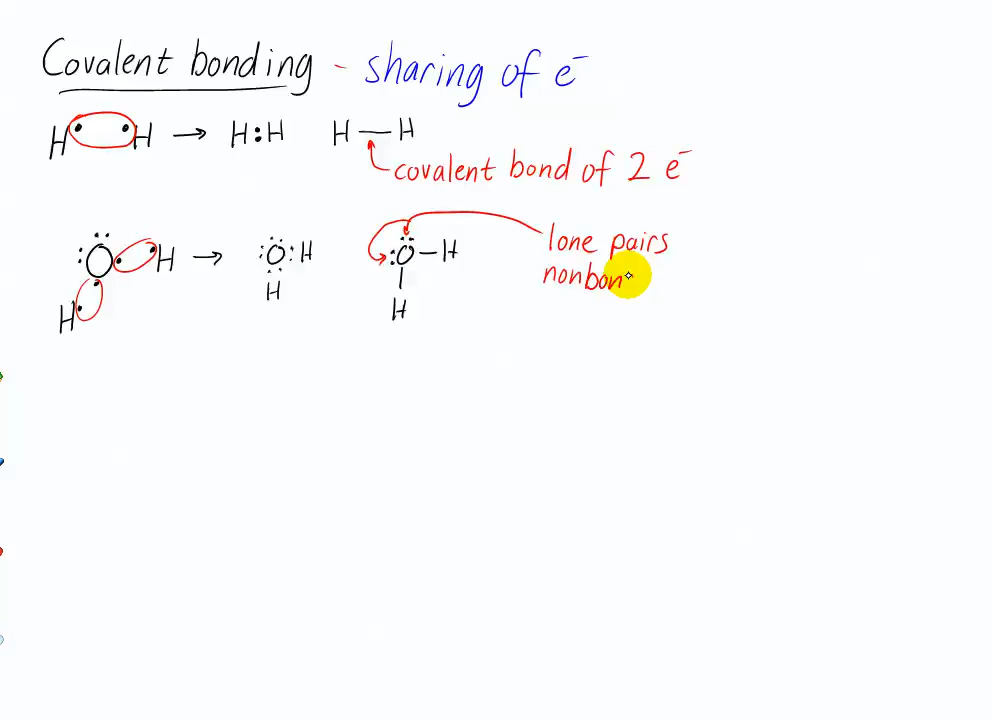 Covalent bonding - sharing of e⁻
H• •H → H:H H—H
covalent bond of 2 e⁻
:Ö• •H → :Ö:H :Ö—H
H H H
lone pairs
nonbon